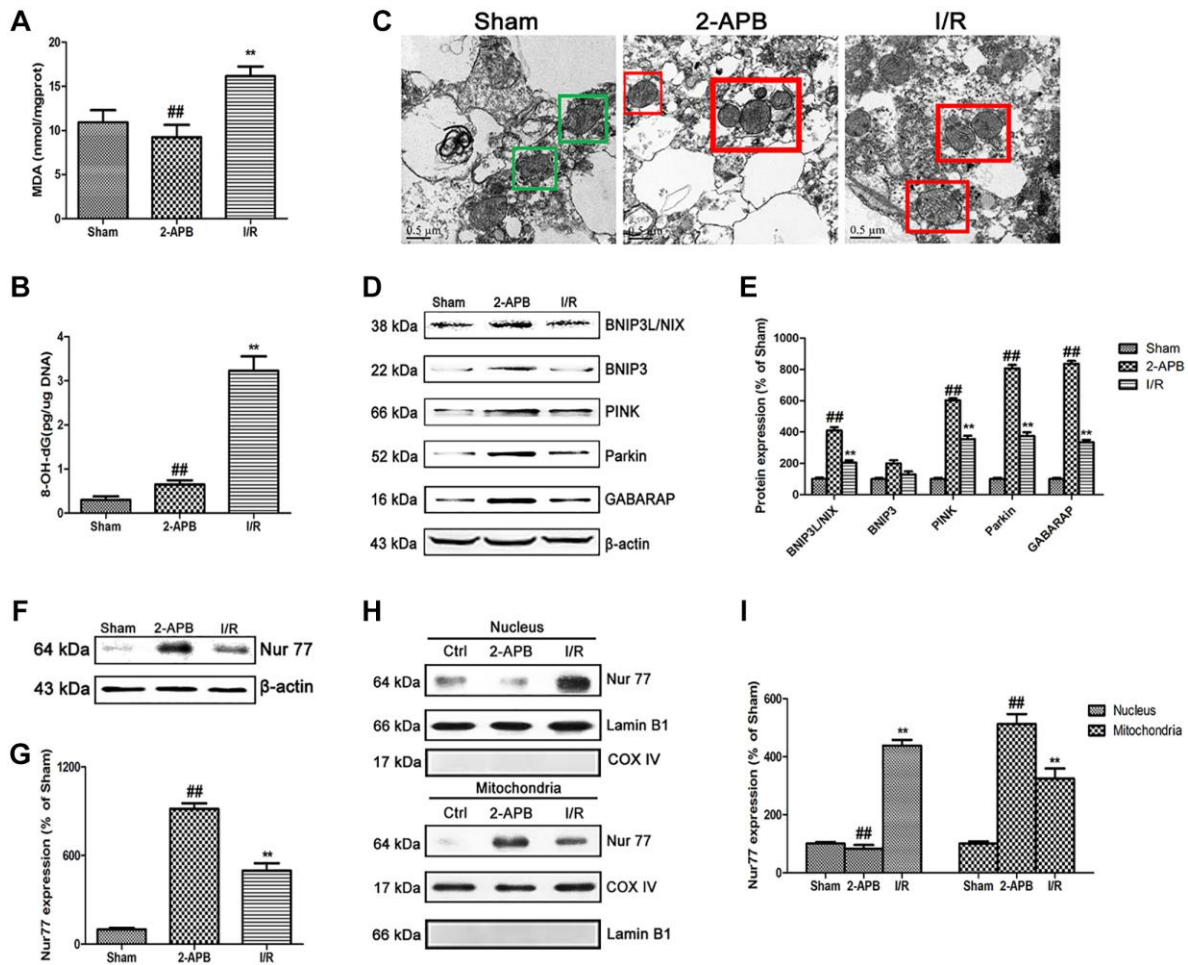 A
MDA (nmol/mgprot)
20
15
10
5
0
**
##
Sham 2-APB I/R
C
Sham 2-APB I/R
0.5 μm 0.5 μm 0.5 μm
B
8-OH-dG(pg/ug DNA)
4
3
2
1
0
**
##
Sham 2-APB I/R
D
Sham 2-APB I/R
38 kDa BNIP3L/NIX
22 kDa BNIP3
66 kDa PINK
52 kDa Parkin
16 kDa GABARAP
43 kDa β-actin
E
Protein expression (% of Sham)
1000
800
600
400
200
0
## ** ## ** ## ** ## **
Sham
2-APB
I/R
BNIP3L/NIX BNIP3 PINK Parkin GABARAP
F
Sham 2-APB I/R
64 kDa Nur 77
43 kDa β-actin
G
Nur77 expression (% of Sham)
1200
600
0
##
**
Sham 2-APB I/R
H
Nucleus
Ctrl 2-APB I/R
64 kDa Nur 77
66 kDa Lamin B1
17 kDa COX IV
Mitochondria
Ctrl 2-APB I/R
64 kDa Nur 77
17 kDa COX IV
66 kDa Lamin B1
I
Nur77 expression (% of Sham)
600
400
200
0
## ** ## **
Nucleus
Mitochondria
Sham 2-APB I/R Sham 2-APB I/R